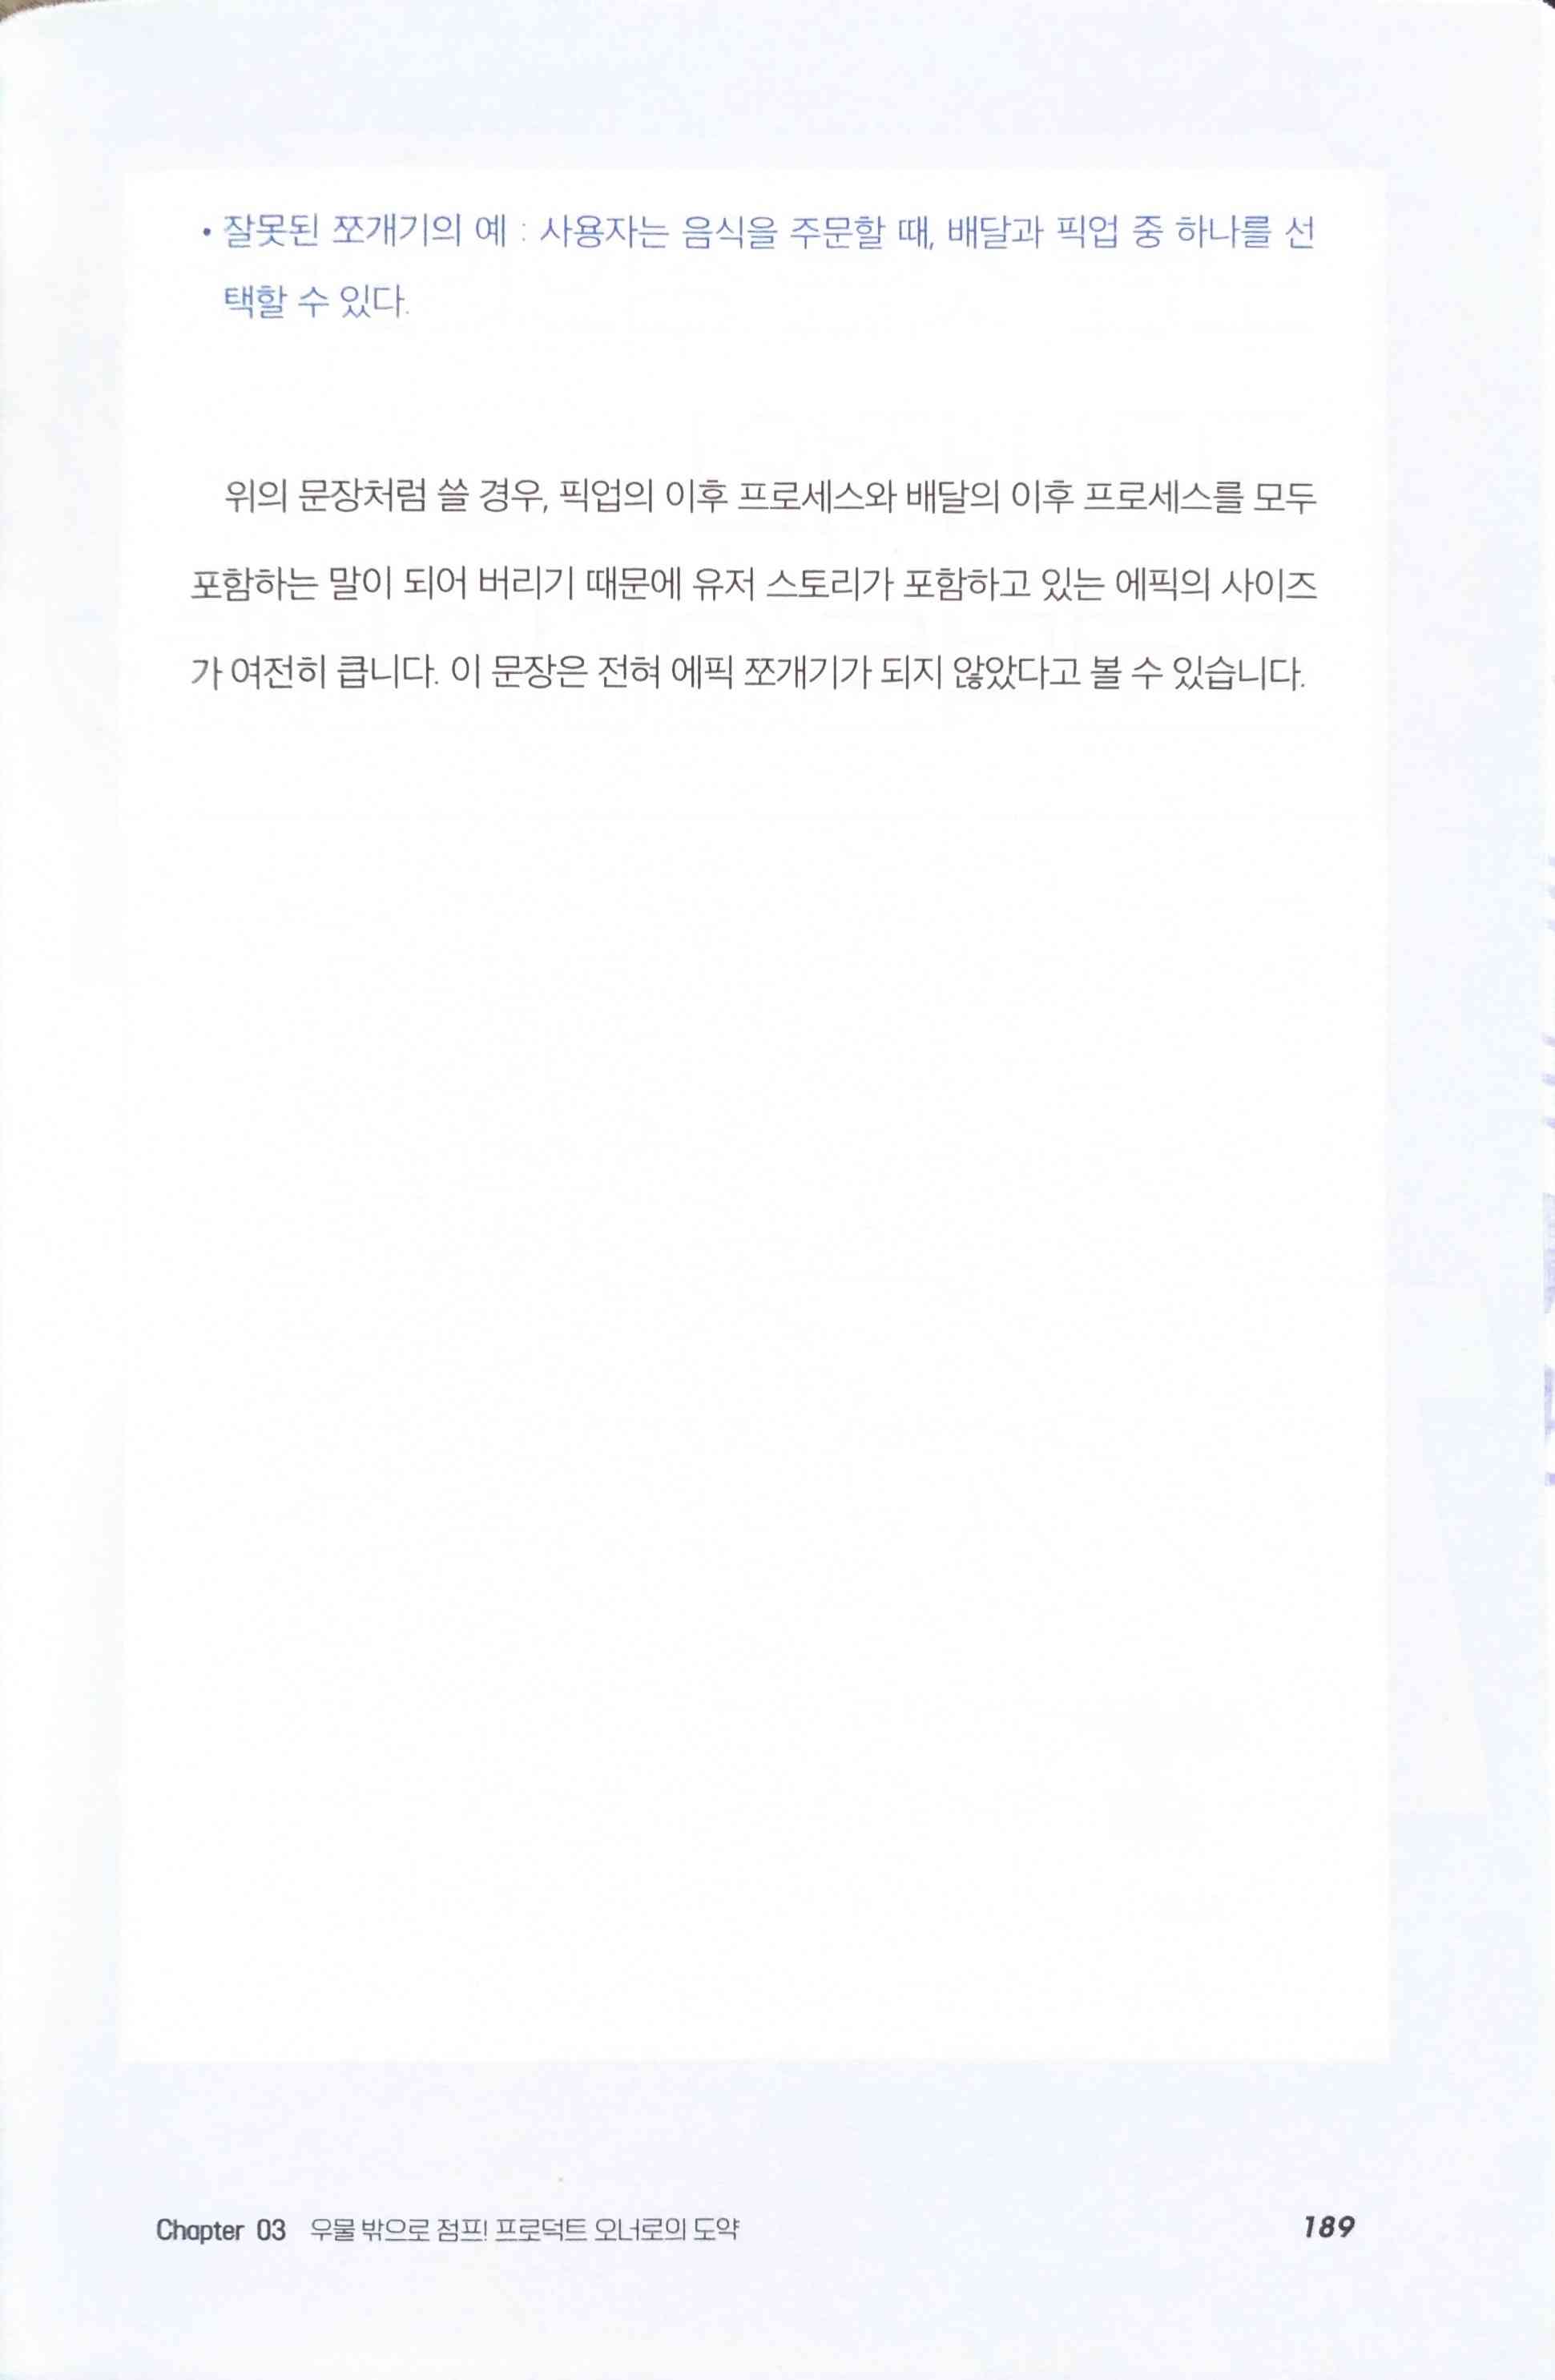 • 잘못된 쪼개기의 예 : 사용자는 음식을 주문할 때, 배달과 픽업 중 하나를 선
택할 수 있다.
위의 문장처럼 쓸 경우, 픽업의 이후 프로세스와 배달의 이후 프로세스를 모두
포함하는 말이 되어 버리기 때문에 유저 스토리가 포함하고 있는 에픽의 사이즈
가 여전히 큽니다. 이 문장은 전혀 에픽 쪼개기가 되지 않았다고 볼 수 있습니다.
Chapter 03 우물 밖으로 점프! 프로덕트 오너로의 도약
189